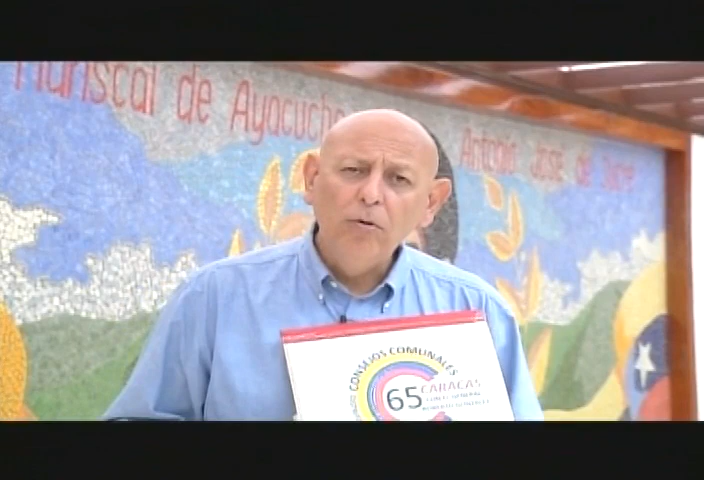 Mariscal de Ayacucho
Antonio José de Sucre
CONSEJOS COMUNALES
65
CARACAS